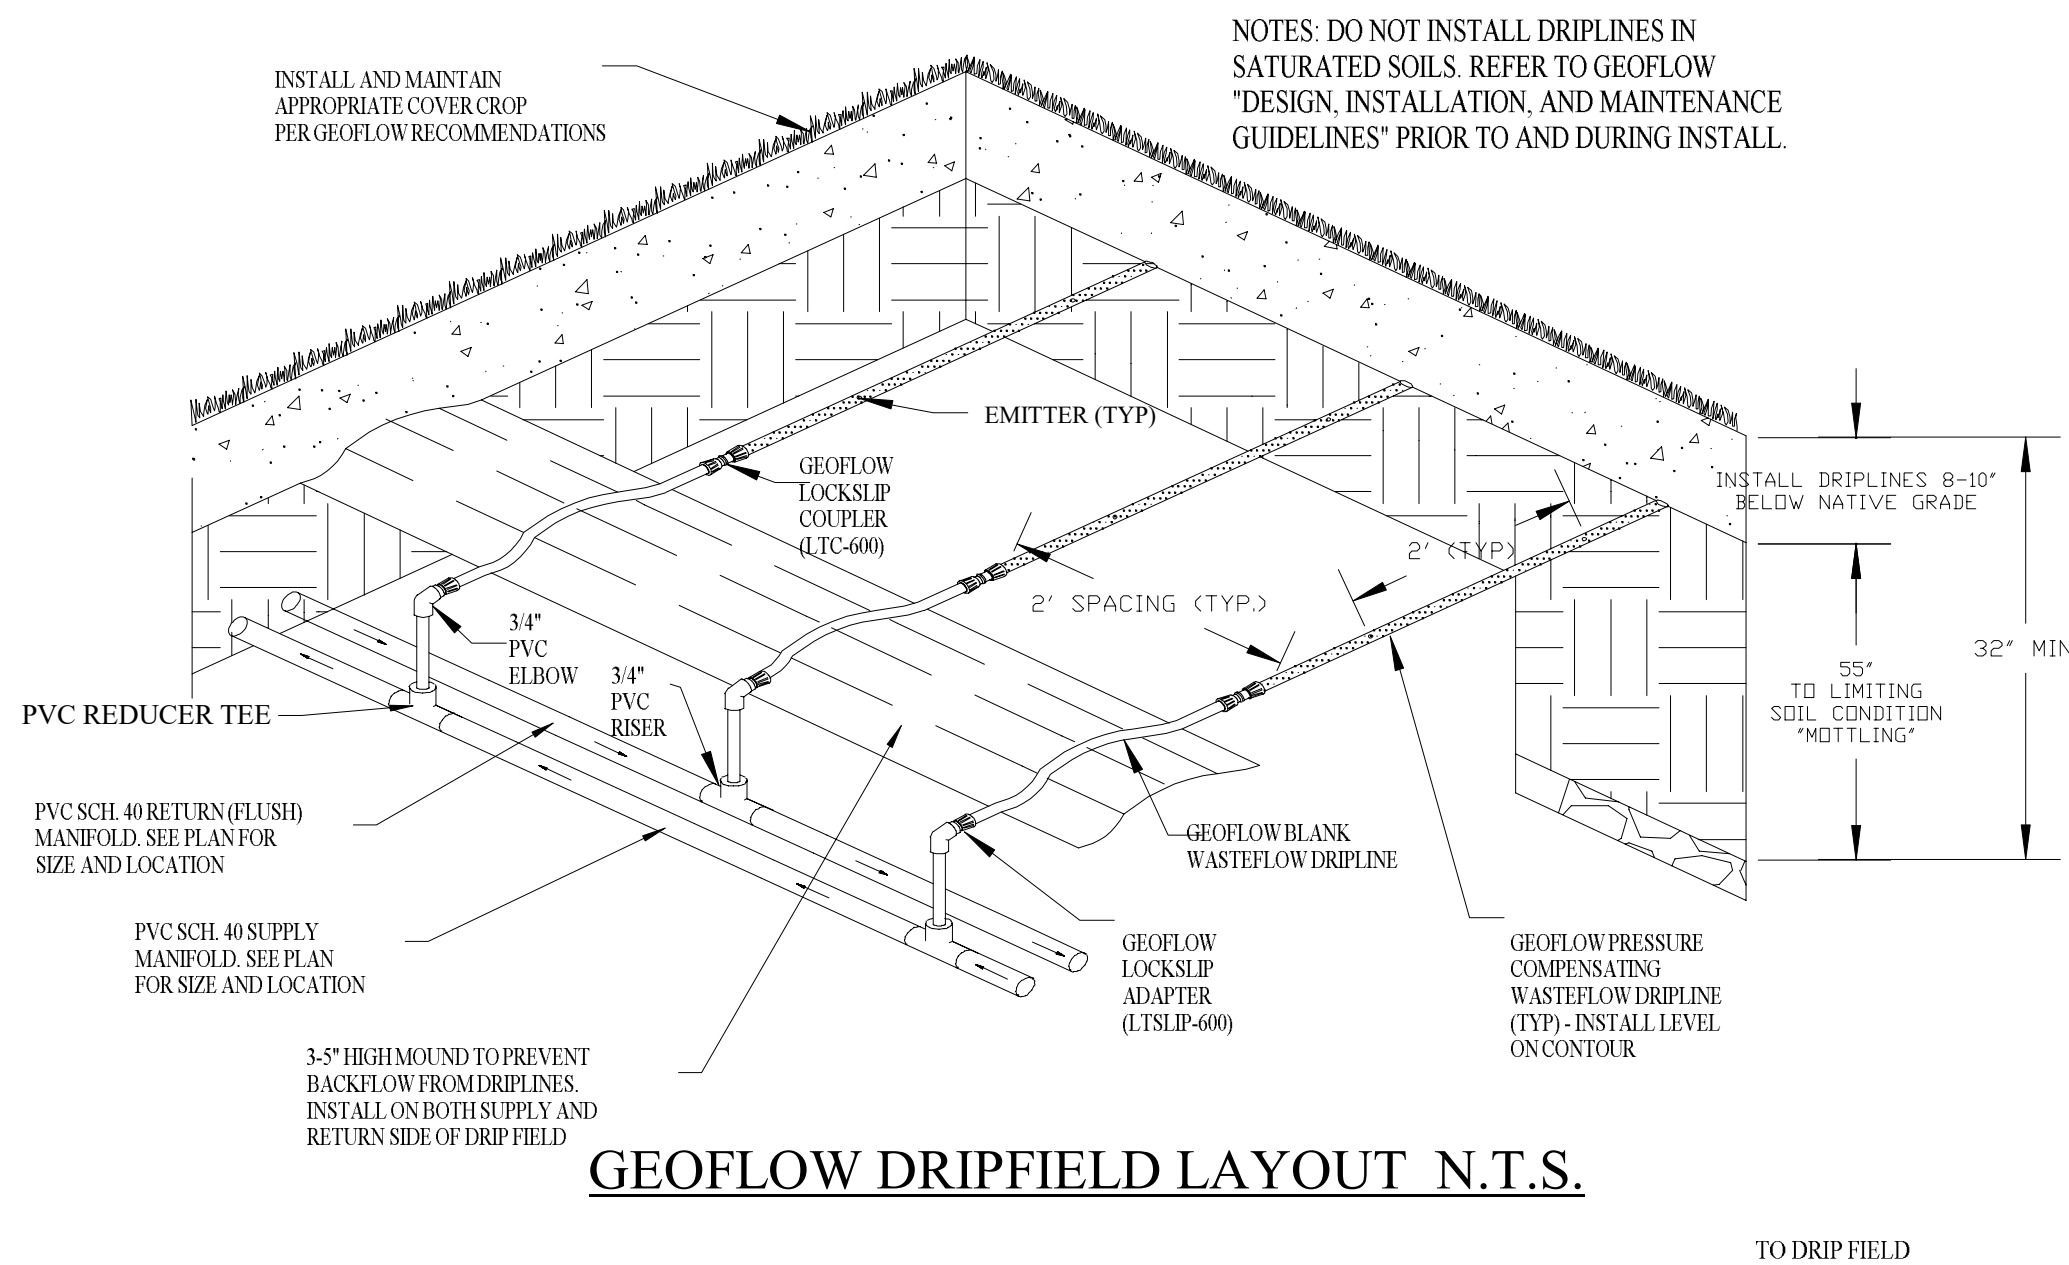 NOTES: DO NOT INSTALL DRIPLINES IN
SATURATED SOILS. REFER TO GEOFLOW
"DESIGN, INSTALLATION, AND MAINTENANCE
GUIDELINES" PRIOR TO AND DURING INSTALL.
INSTALL AND MAINTAIN
APPROPRIATE COVER CROP
PER GEOFLOW RECOMMENDATIONS
EMITTER (TYP)
GEOFLOW
LOCKSLIP
COUPLER
(LTC-600)
INSTALL DRIPLINES 8-10"
BELOW NATIVE GRADE
2' (TYP)
2' SPACING (TYP.)
32" MIN
55"
TO LIMITING
SOIL CONDITION
"MOTTLING"
3/4"
PVC
ELBOW
3/4"
PVC
RISER
PVC REDUCER TEE
PVC SCH. 40 RETURN (FLUSH)
MANIFOLD. SEE PLAN FOR
SIZE AND LOCATION
GEOFLOW BLANK
WASTEFLOW DRIPLINE
PVC SCH. 40 SUPPLY
MANIFOLD. SEE PLAN
FOR SIZE AND LOCATION
GEOFLOW
LOCKSLIP
ADAPTER
(LTSLIP-600)
GEOFLOW PRESSURE
COMPENSATING
WASTEFLOW DRIPLINE
(TYP) - INSTALL LEVEL
ON CONTOUR
3-5" HIGH MOUND TO PREVENT
BACKFLOW FROM DRIPLINES.
INSTALL ON BOTH SUPPLY AND
RETURN SIDE OF DRIP FIELD
GEOFLOW DRIPFIELD LAYOUT N.T.S.
TO DRIP FIELD